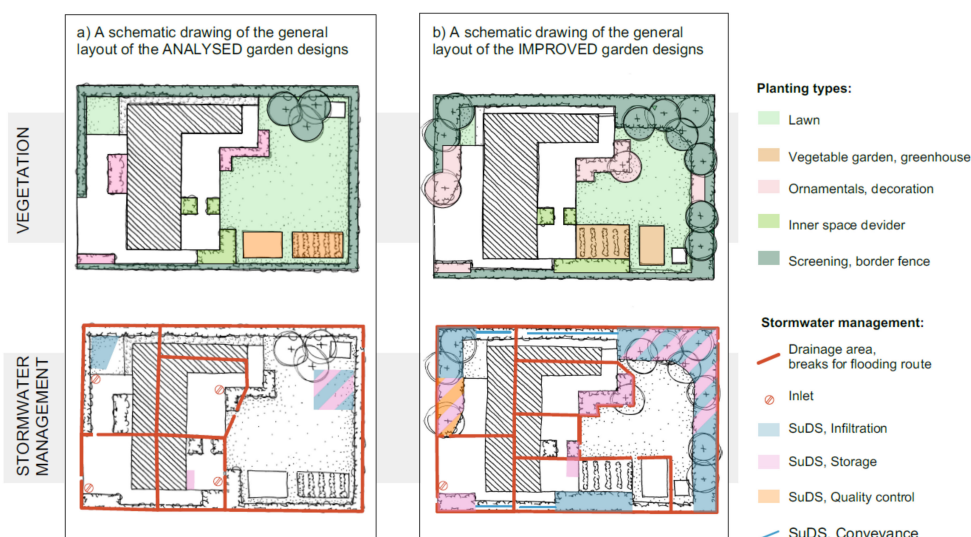 a) A schematic drawing of the general
layout of the ANALYSED garden designs
b) A schematic drawing of the general
layout of the IMPROVED garden designs
VEGETATION
Planting types:
Lawn
Vegetable garden, greenhouse
Ornamentals, decoration
Inner space devider
Screening, border fence
STORMWATER
MANAGEMENT
Stormwater management:
Drainage area,
breaks for flooding route
Inlet
SuDS, Infiltration
SuDS, Storage
SuDS, Quality control
SuDS, Conveyance